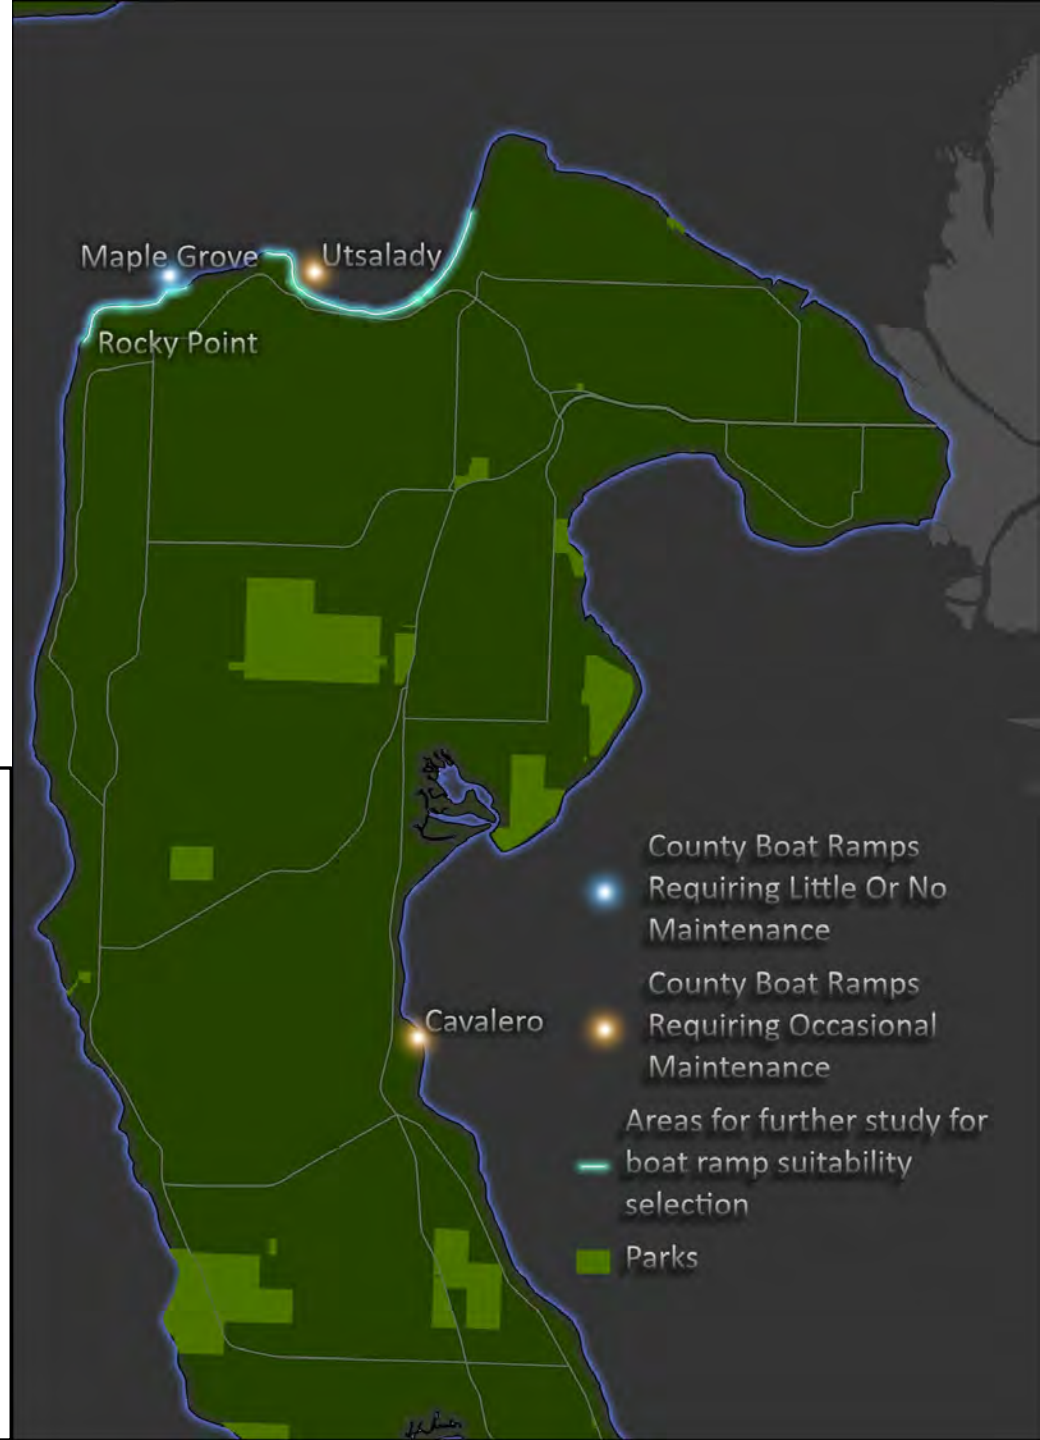 Maple Grove
Utsalady
Rocky Point
County Boat Ramps
Requiring Little Or No
Maintenance
County Boat Ramps
Cavalero
Requiring Occasional
Maintenance
Areas for further study for
boat ramp suitability
selection
Parks